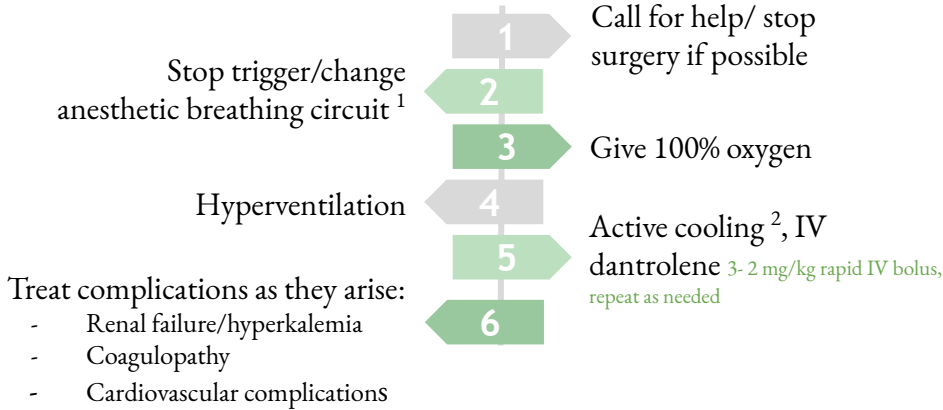 1
Call for help/ stop
surgery if possible
Stop trigger/change
anesthetic breathing circuit 1
2
3
Give 100% oxygen
Hyperventilation
4
5
Active cooling 2, IV
dantrolene 3- 2 mg/kg rapid IV bolus,
repeat as needed
Treat complications as they arise:
- Renal failure/hyperkalemia
- Coagulopathy
- Cardiovascular complications
6